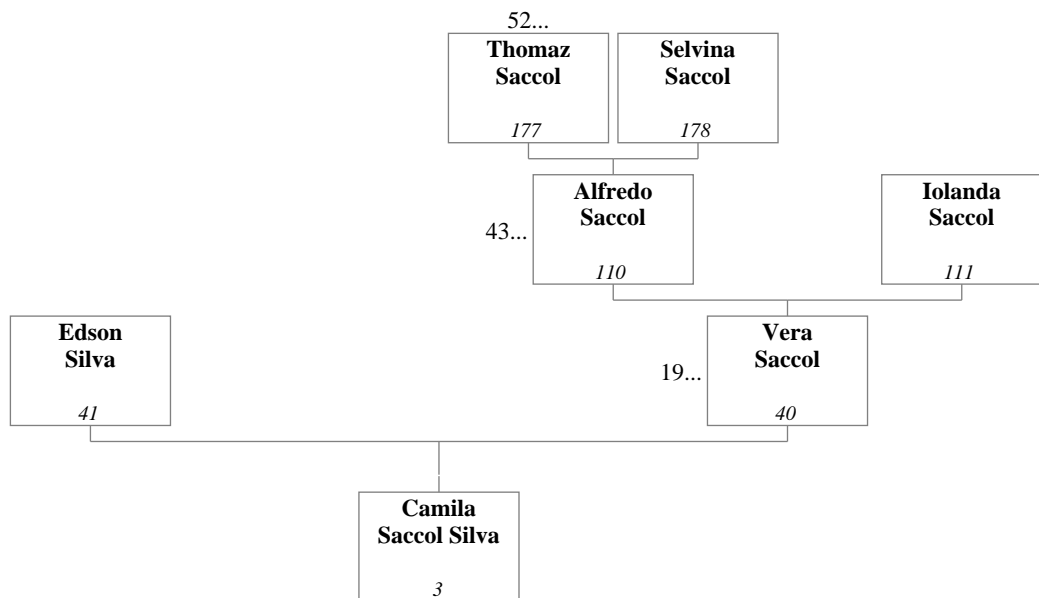 52...
Thomaz
Saccol
177
Selvina
Saccol
178
43...
Alfredo
Saccol
110
Iolanda
Saccol
111
Edson
Silva
41
19...
Vera
Saccol
40
Camila
Saccol Silva
3